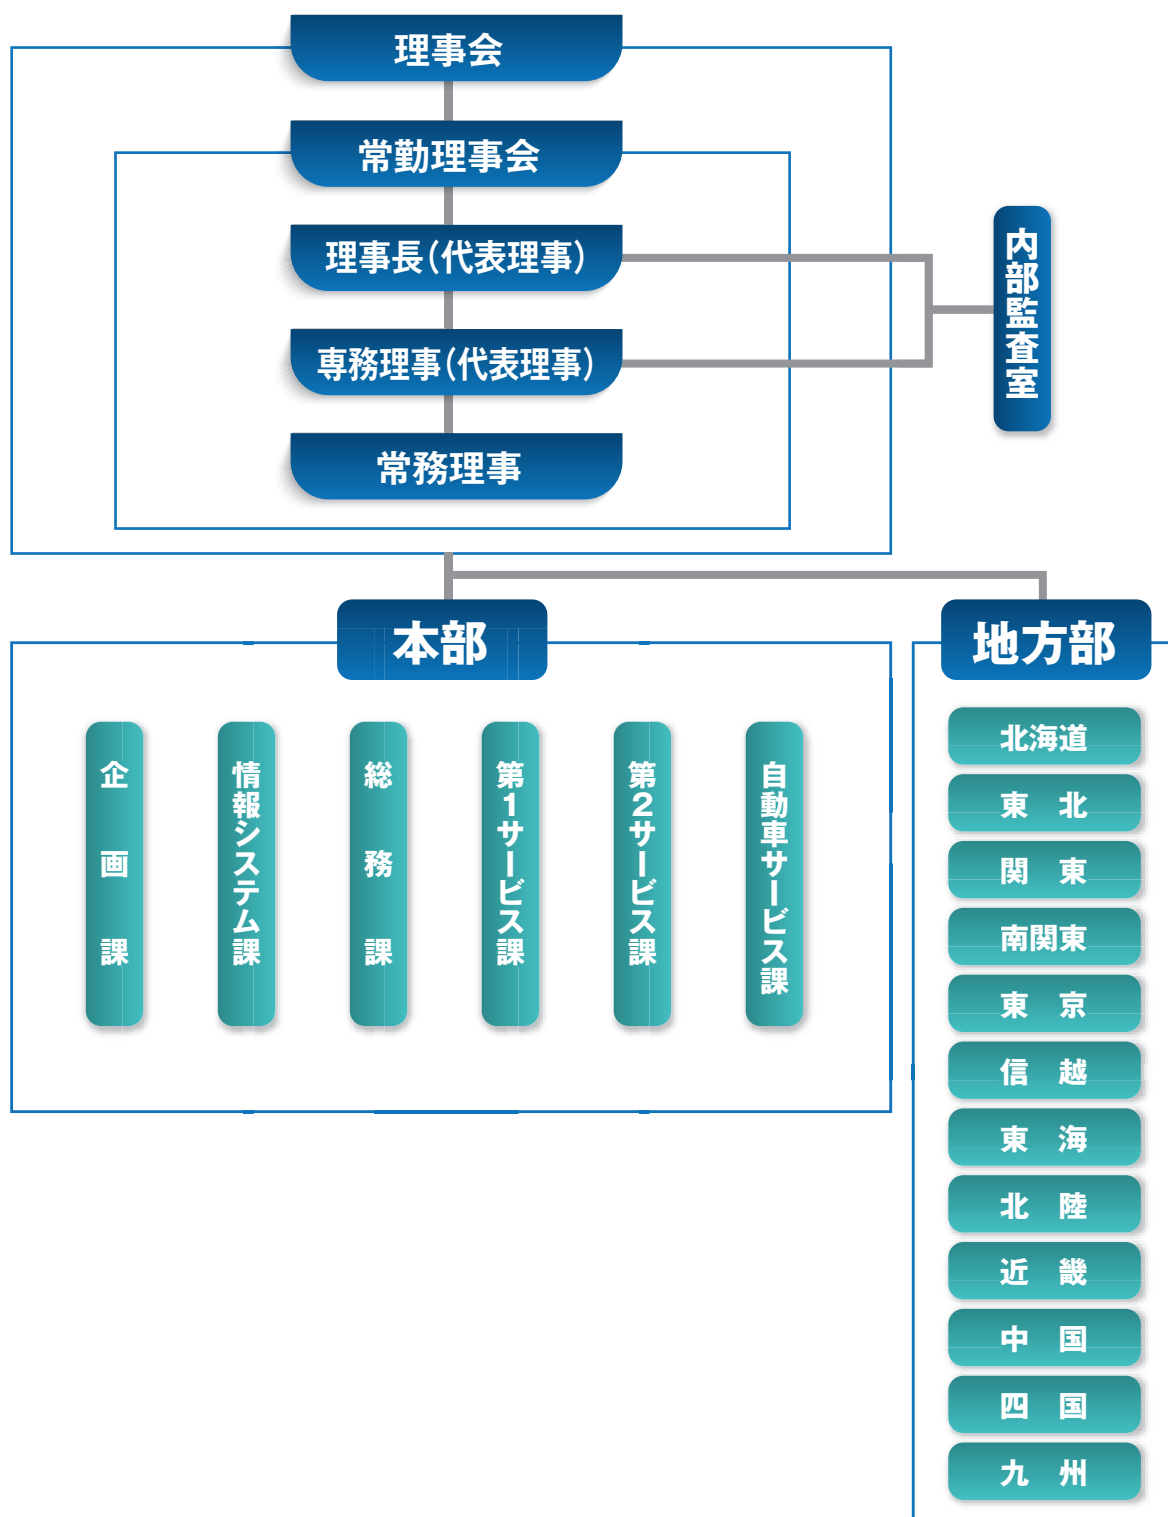 理事会
常勤理事会
理事長（代表理事）
専務理事（代表理事）
常務理事
内部監査室
本部
企画課
情報システム課
総務課
第1サービス課
第2サービス課
自動車サービス課
地方部
北海道
東　北
関　東
南関東
東　京
信　越
東　海
北　陸
近　畿
中　国
四　国
九　州